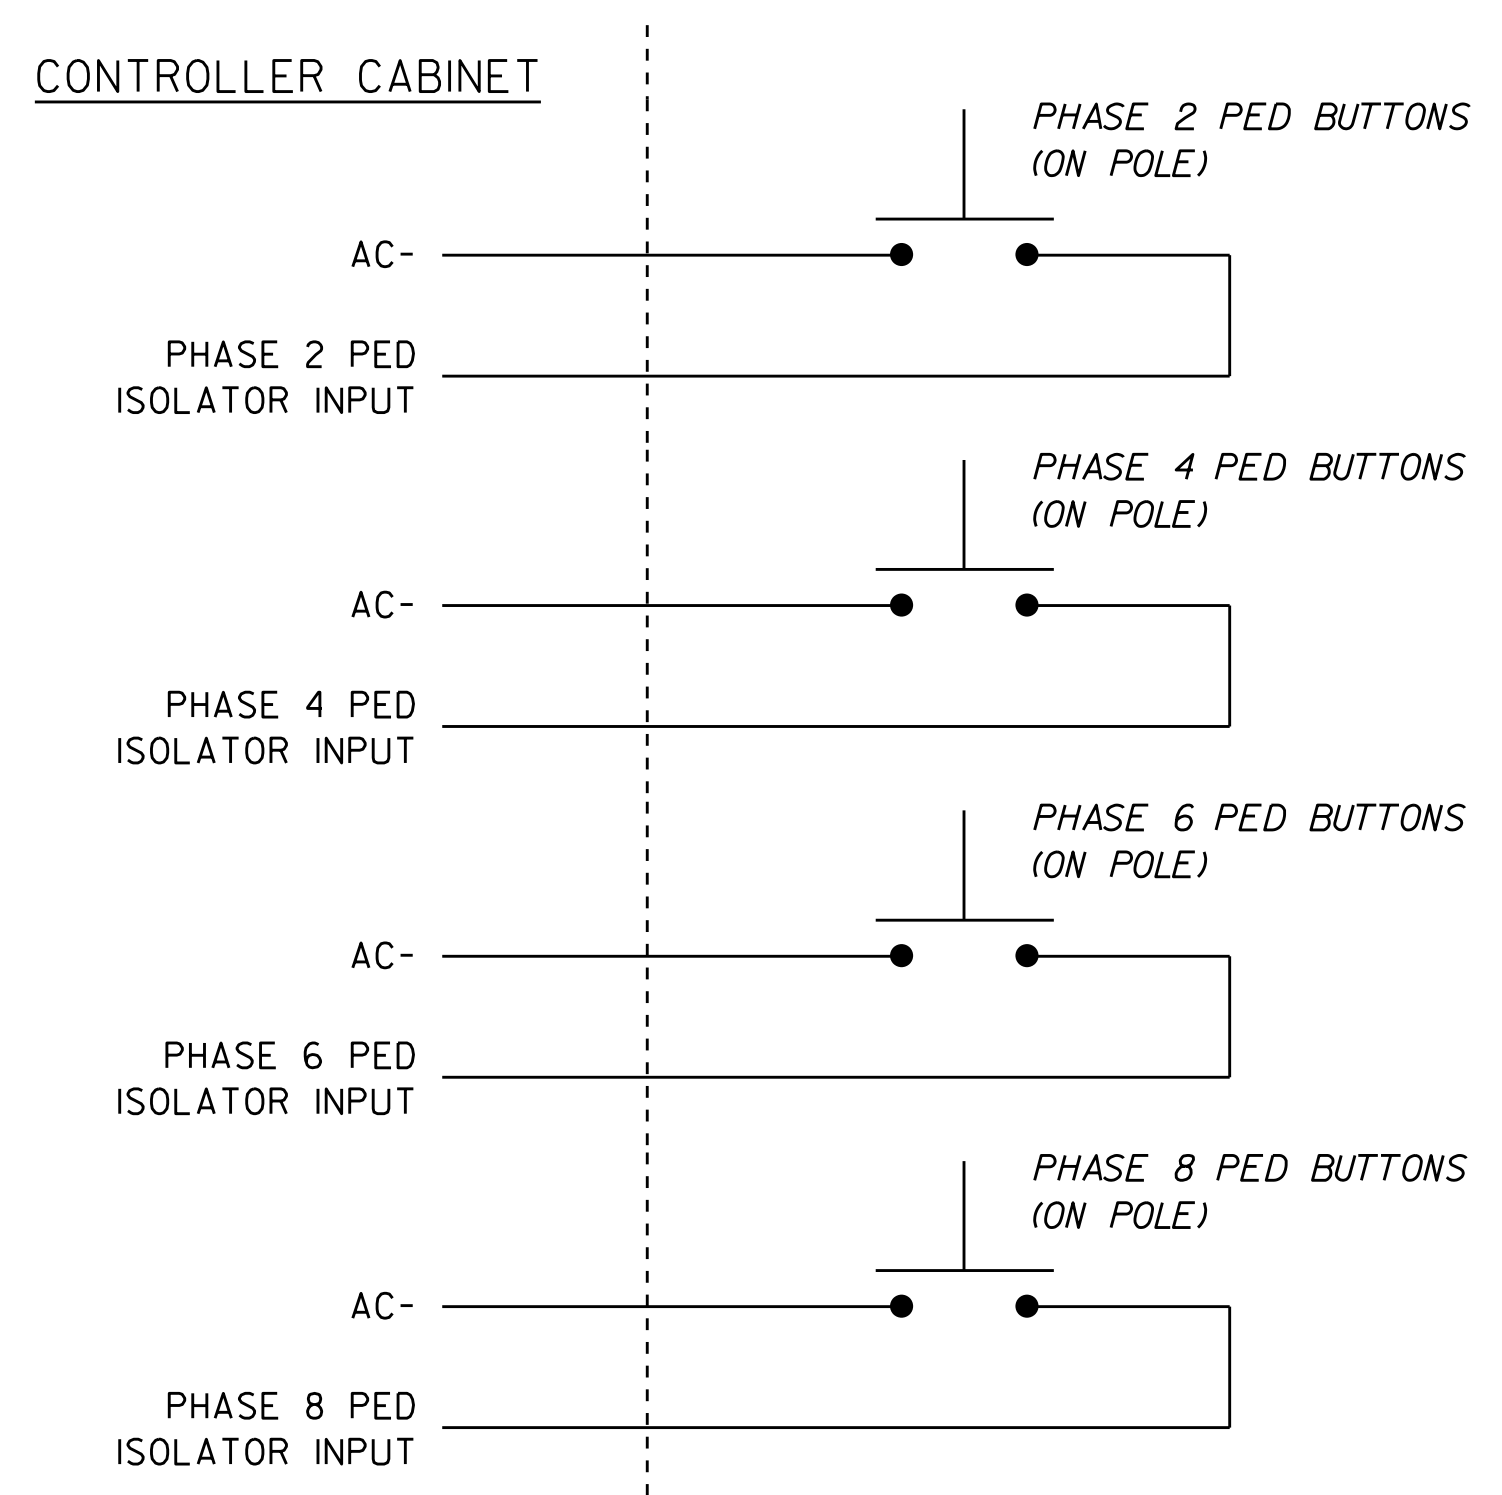 CONTROLLER CABINET
PHASE 2 PED BUTTONS
(ON POLE)
AC-
PHASE 2 PED
ISOLATOR INPUT
PHASE 4 PED BUTTONS
(ON POLE)
AC-
PHASE 4 PED
ISOLATOR INPUT
PHASE 6 PED BUTTONS
(ON POLE)
AC-
PHASE 6 PED
ISOLATOR INPUT
PHASE 8 PED BUTTONS
(ON POLE)
AC-
PHASE 8 PED
ISOLATOR INPUT